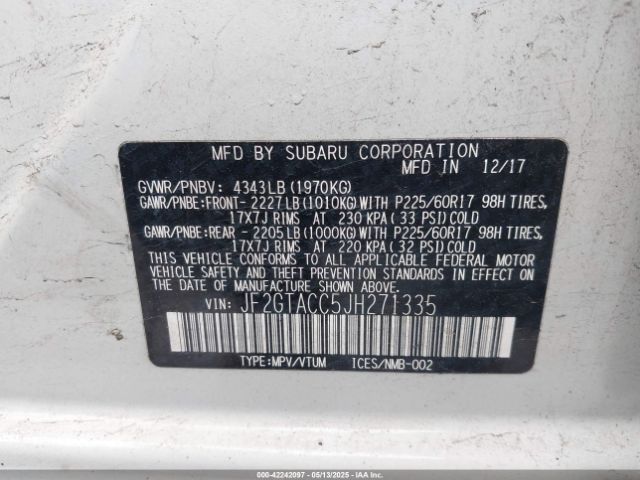 MFD BY SUBARU CORPORATION
MFD IN 12/17
GVWR/PNBV: 4343LB(1970KG)
GAWR/PNBE:FRONT- 2227LB(1010KG)WITH P225/60R17 98H TIRES,
17X7J RIMS AT 230 KPA(33 PSI)COLD
GAWR/PNBE:REAR - 2205LB(1000KG)WITH P225/60R17 98H TIRES,
17X7J RIMS AT 220 KPA(32 PSI)COLD
THIS VEHICLE CONFORMS TO ALL APPLICABLE FEDERAL MOTOR
VEHICLE SAFETY AND THEFT PREVENTION STANDARDS IN EFFECT ON
THE DATE OF MANUFACTURE SHOWN ABOVE.
VIN: JF2GTACC5JH271335
TYPE:MPV/VTUM ICES/NMB-002
000-42242097 - 05/13/2025 - Copyright © IAA, LLC.